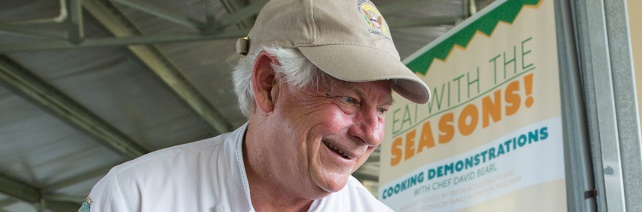 EAT WITH THE
SEASONS!
COOKING DEMONSTRATIONS
WITH CHEF DAVID BEARL